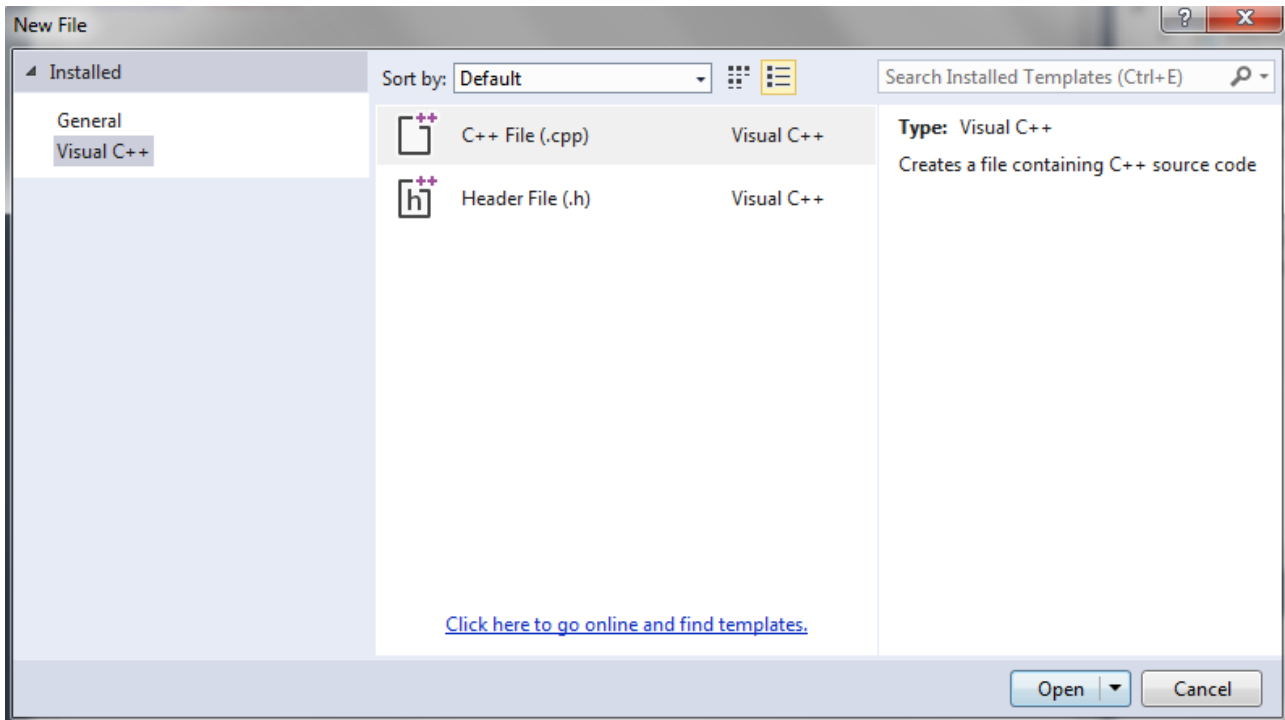 New File
?
X
Installed
General
Visual C++
Sort by: Default
Search Installed Templates (Ctrl+E)
++
C++ File (.cpp) Visual C++
++
h
Header File (.h) Visual C++
Type: Visual C++
Creates a file containing C++ source code
Click here to go online and find templates.
Open
Cancel